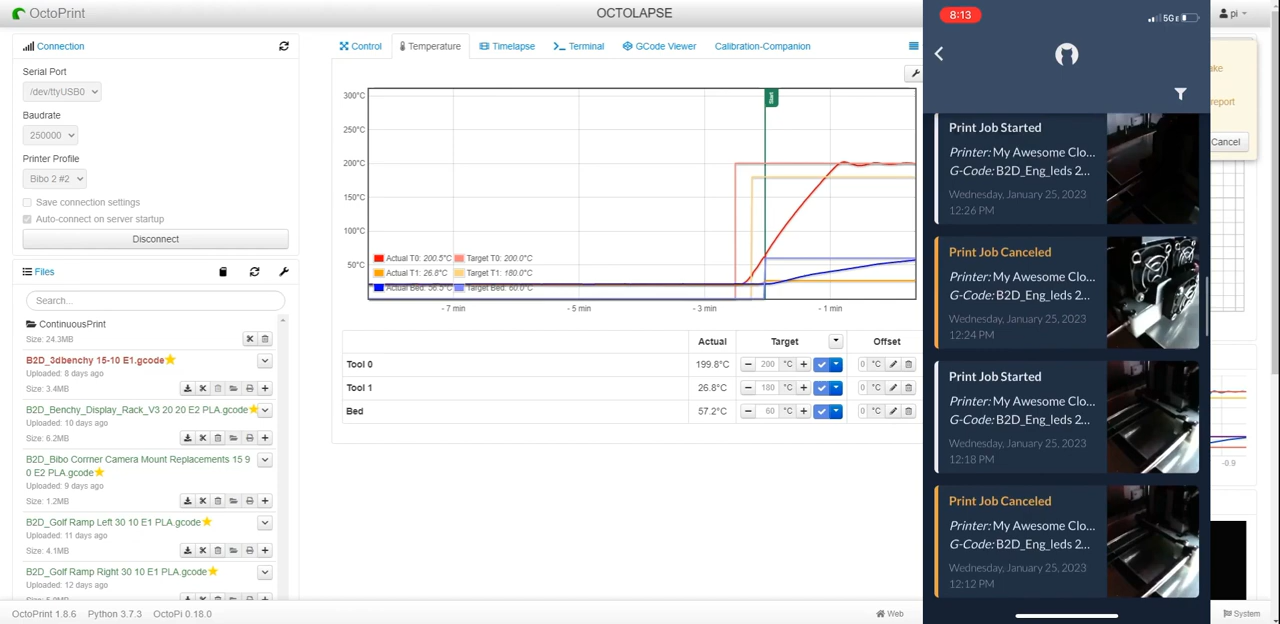 OctoPrint
OCTOLAPSE
pi
Connection
Serial Port
/dev/ttyUSB0
Baudrate
250000
Printer Profile
Bibo 2 #2
Save connection settings
Auto-connect on server startup
Disconnect
Files
Search...
ContinuousPrint
Size: 24.3MB
B2D_3dbenchy 15-10 E1.gcode
Uploaded: 8 days ago
Size: 3.4MB
B2D_Benchy_Display_Rack_V3 20 20 E2 PLA.gcode
Uploaded: 10 days ago
Size: 6.2MB
B2D_Bibo Corrner Camera Mount Replacements 15 9
0 E2 PLA.gcode
Uploaded: 9 days ago
Size: 1.2MB
B2D_Golf Ramp Left 30 10 E1 PLA.gcode
Uploaded: 11 days ago
Size: 4.1MB
B2D_Golf Ramp Right 30 10 E1 PLA.gcode
Uploaded: 12 days ago
OctoPrint 1.8.6 Python 3.7.3 OctoPi 0.18.0
Control Temperature Timelapse Terminal GCode Viewer Calibration-Companion
300°C
250°C
200°C
150°C
100°C
50°C
Start
Actual T0: 200.5°C Target T0: 200.0°C
Actual T1: 26.8°C Target T1: 180.0°C
Actual Bed: 56.5°C Target Bed: 60.0°C
- 7 min - 5 min - 3 min - 1 min
Actual Target Offset
Tool 0 199.8°C 200 °C 0 °C
Tool 1 26.8°C 180 °C 0 °C
Bed 57.2°C 60 °C 0 °C
Web
8:13
5G
Print Job Started
Printer: My Awesome Clo...
G-Code: B2D_Eng_leds 2...
Wednesday, January 25, 2023
12:26 PM
Print Job Canceled
Printer: My Awesome Clo...
G-Code: B2D_Eng_leds 2...
Wednesday, January 25, 2023
12:24 PM
Print Job Started
Printer: My Awesome Clo...
G-Code: B2D_Eng_leds 2...
Wednesday, January 25, 2023
12:18 PM
Print Job Canceled
Printer: My Awesome Clo...
G-Code: B2D_Eng_leds 2...
Wednesday, January 25, 2023
12:12 PM
report
Cancel
-0.9
System